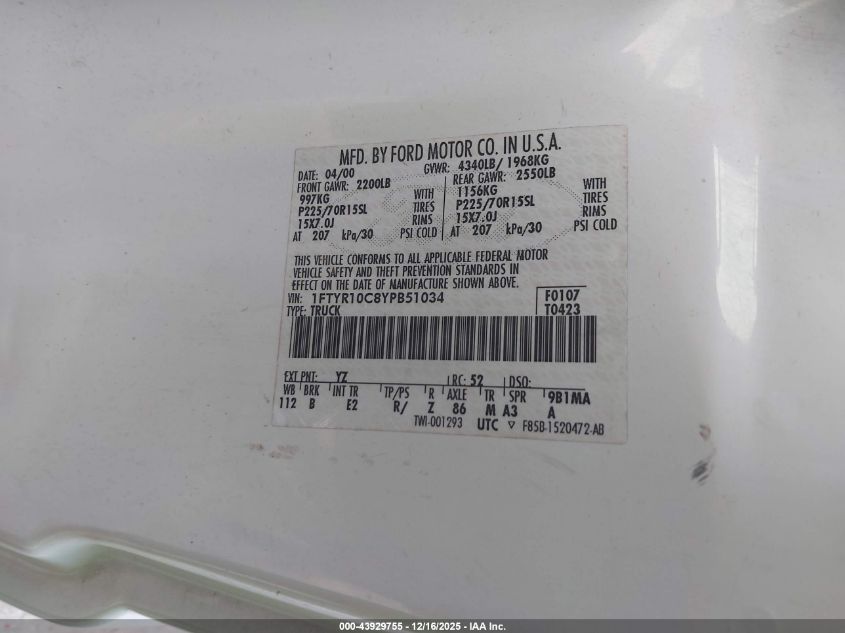 MFD. BY FORD MOTOR CO. IN U.S.A.
DATE: 04/00 GVWR: 4340LB/ 1968KG
FRONT GAWR: 2200LB REAR GAWR: 2550LB
997KG WITH 1156KG WITH
P225/70R15SL TIRES P225/70R15SL TIRES
15X7.0J RIMS 15X7.0J RIMS
AT 207 kPa/30 PSI COLD AT 207 kPa/30 PSI COLD
THIS VEHICLE CONFORMS TO ALL APPLICABLE FEDERAL MOTOR
VEHICLE SAFETY AND THEFT PREVENTION STANDARDS IN
EFFECT ON THE DATE OF MANUFACTURE SHOWN ABOVE.
VIN: 1FTYR10C8YPB51034 F0107
TYPE: TRUCK T0423
EXT PNT: YZ RC: 52 DSO:
WB BRK INT TR TP/PS R AXLE TR SPR 9B1MA
112 B E2 R/ Z 86 M A3 A
TWI-001293 UTC ▽ F85B-1520472-AB
000-43929755 - 12/16/2025 - IAA Inc.